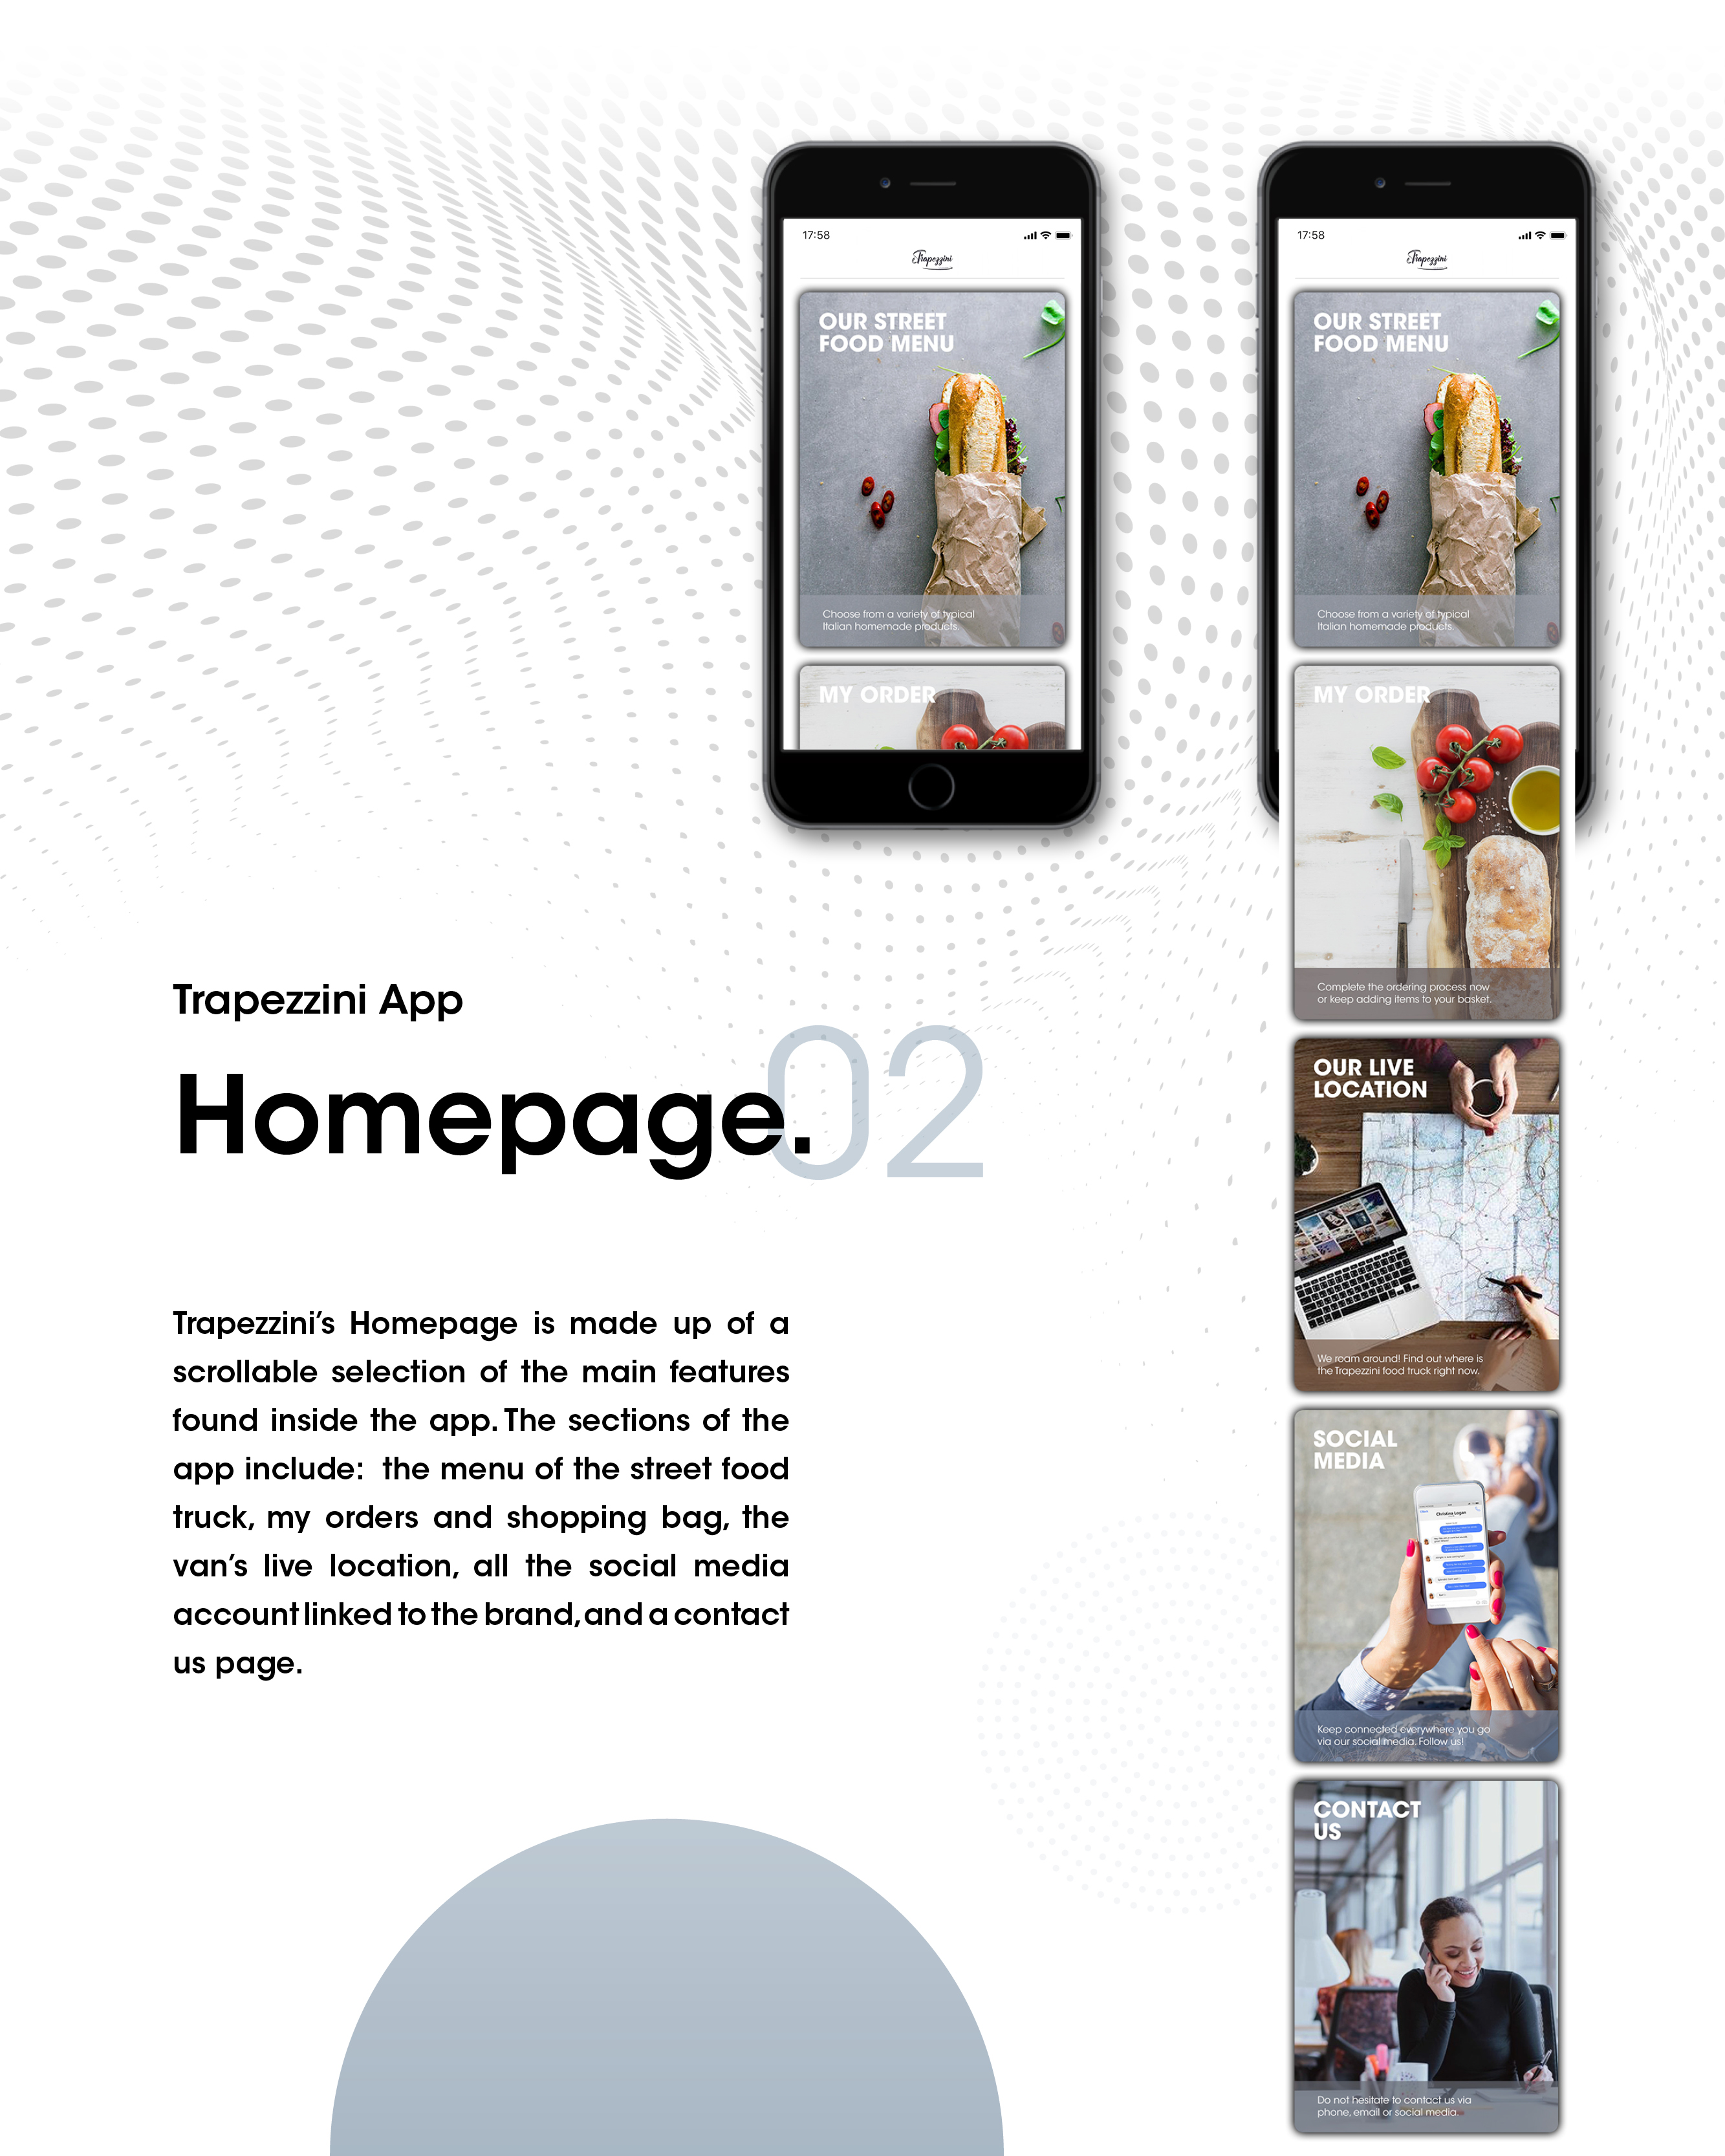 17:58
Trapezzini
OUR STREET
FOOD MENU
Choose from a variety of typical
Italian homemade products.
MY ORDER
17:58
Trapezzini
OUR STREET
FOOD MENU
Choose from a variety of typical
Italian homemade products.
MY ORDER
Complete the ordering process now
or keep adding items to your basket.
OUR LIVE
LOCATION
We roam around! Find out where is
the Trapezzini food truck right now.
SOCIAL
MEDIA
Christina Logan
Keep connected everywhere you go
via our social media. Follow us!
CONTACT
US
Do not hesitate to contact us via
phone, email or social media.
Trapezzini App
Homepage.
02
Trapezzini’s Homepage is made up of a
scrollable selection of the main features
found inside the app. The sections of the
app include:  the menu of the street food
truck, my orders and shopping bag, the
van’s live location, all the social media
account linked to the brand, and a contact
us page.